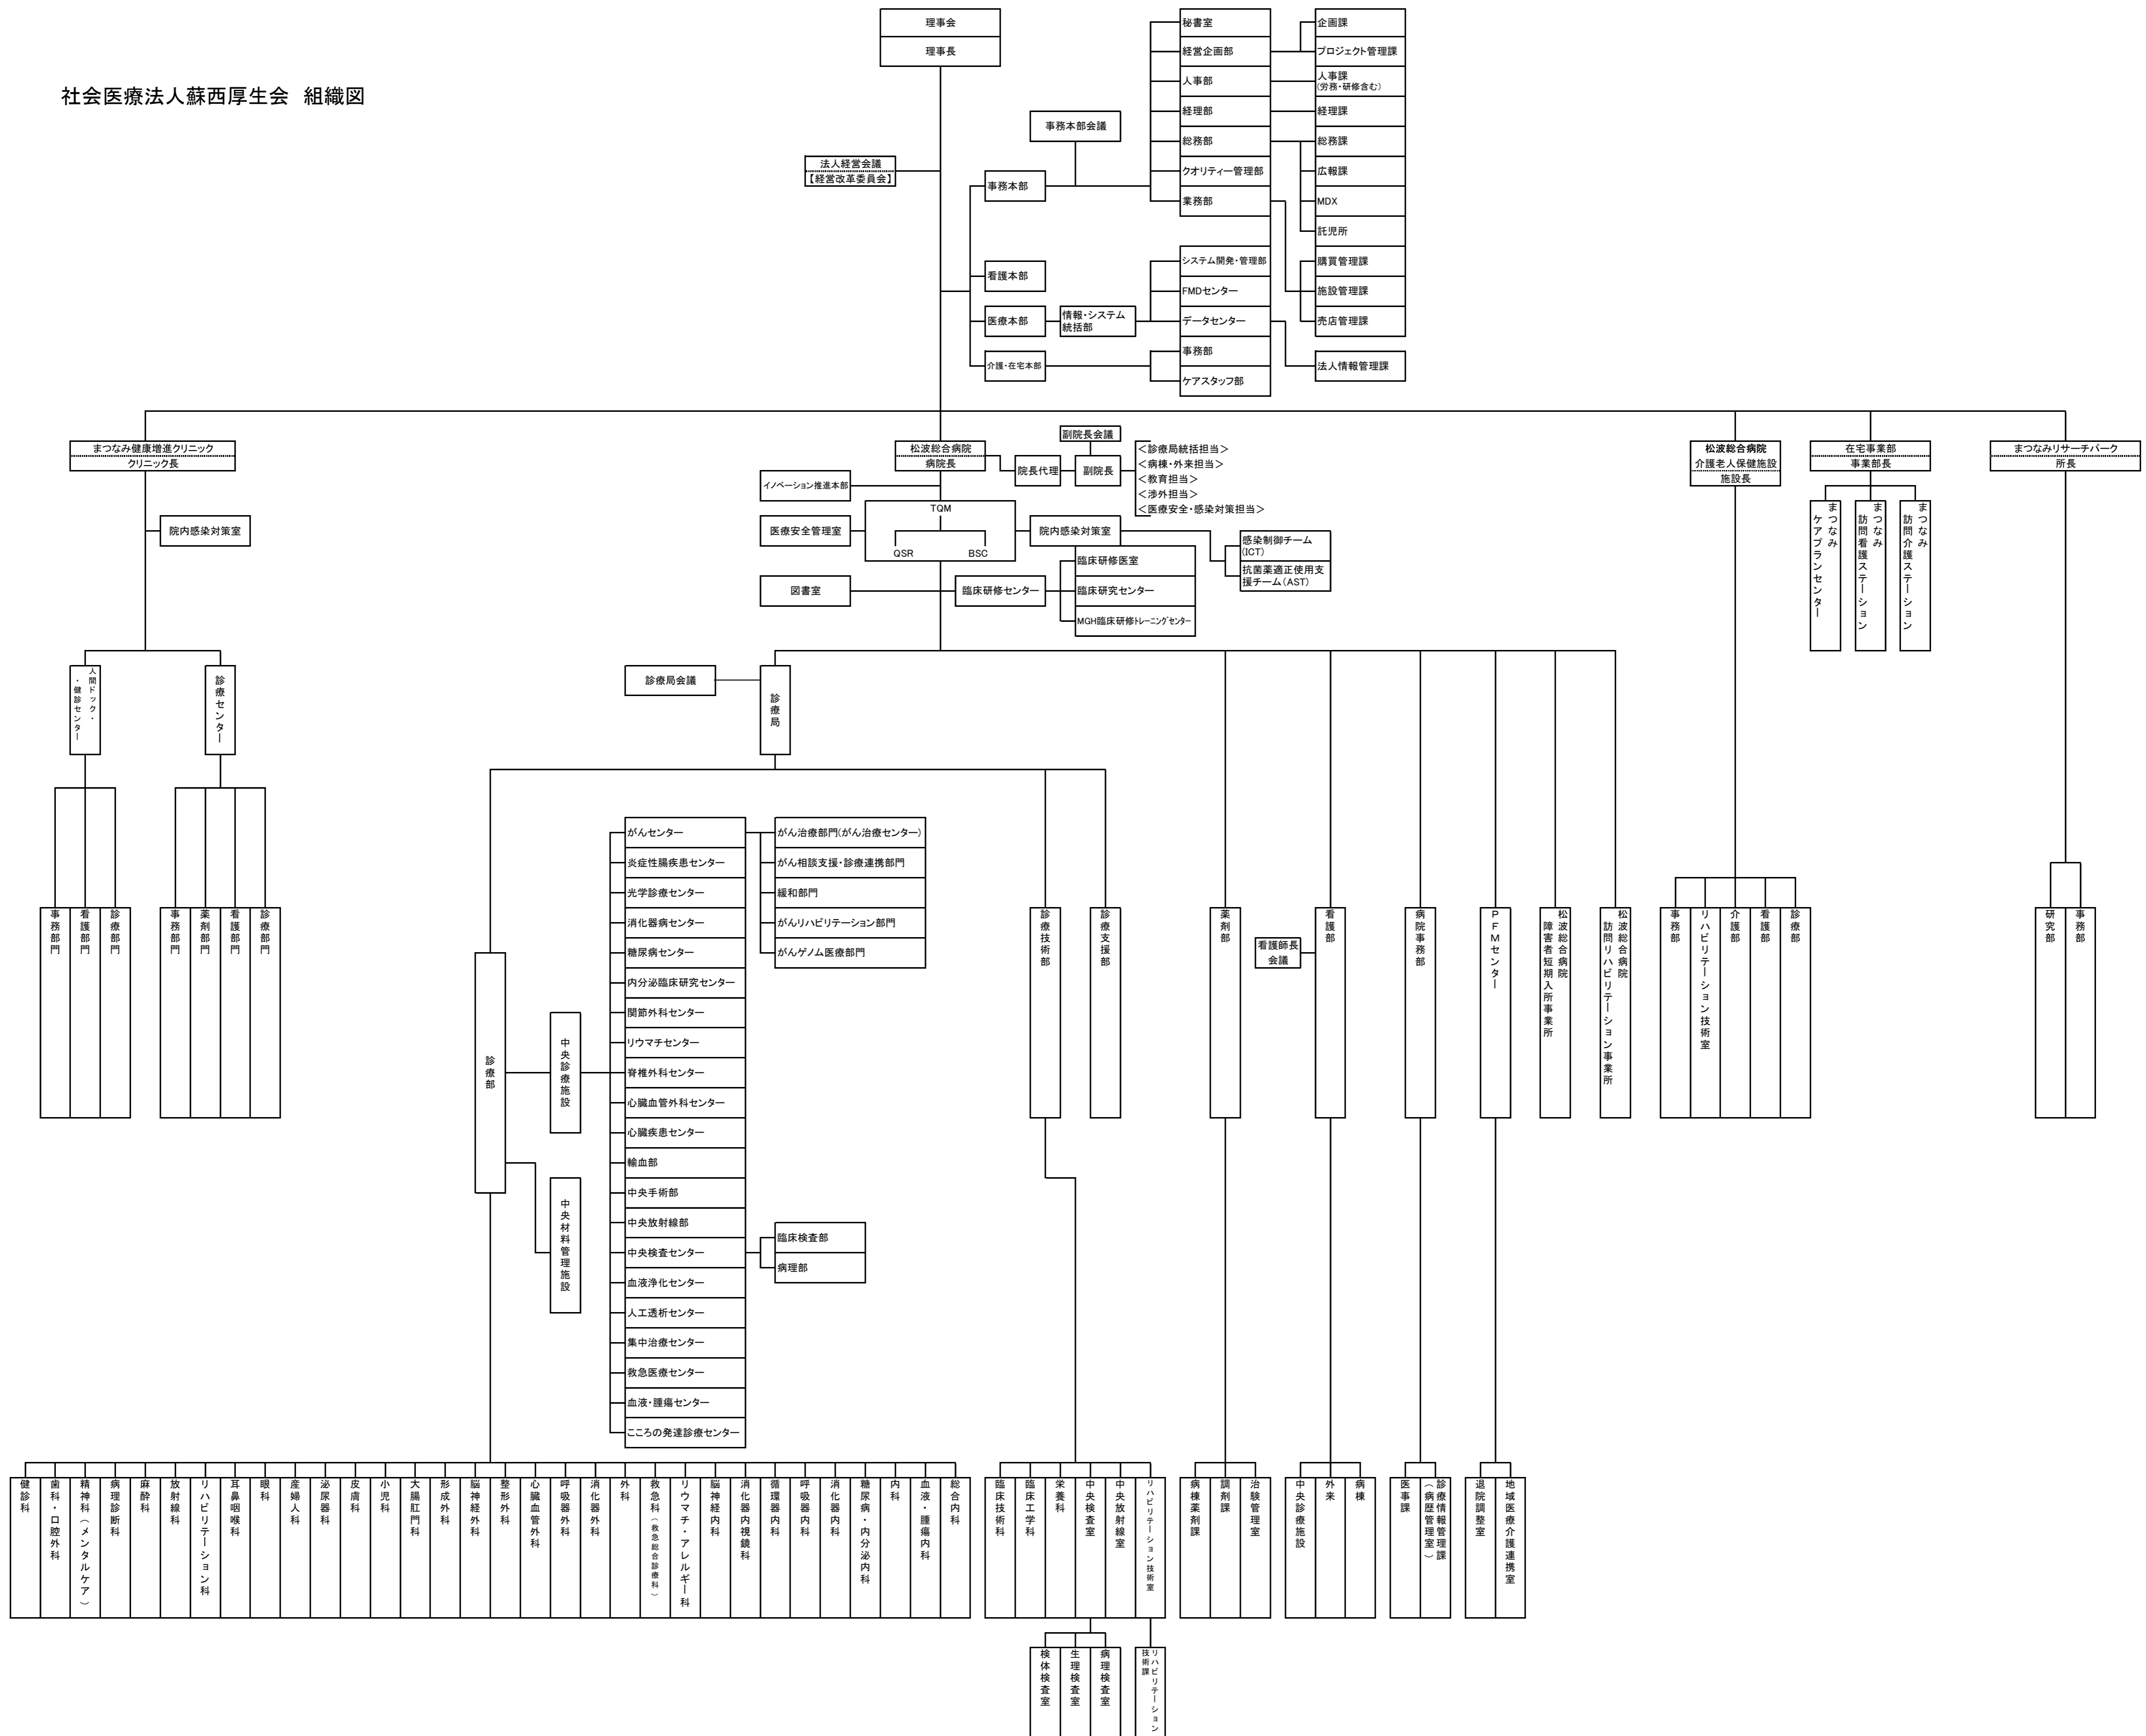 社会医療法人蘇西厚生会 組織図
理事会
理事長
法人経営会議
【経営改革委員会】
事務本部会議
事務本部
看護本部
医療本部
介護・在宅本部
情報・システム
統括部
秘書室
経営企画部
人事部
経理部
総務部
クオリティー管理部
業務部
システム開発・管理部
FMDセンター
データセンター
事務部
ケアスタッフ部
企画課
プロジェクト管理課
人事課
(労務・研修含む)
経理課
総務課
広報課
MDX
託児所
購買管理課
施設管理課
売店管理課
法人情報管理課
まつなみ健康増進クリニック
クリニック長
院内感染対策室
人間ドック・
・健診センター
診療センター
事務部門
看護部門
診療部門
事務部門
薬剤部門
看護部門
診療部門
松波総合病院
病院長
院長代理
副院長会議
副院長
<診療局統括担当>
<病棟・外来担当>
<教育担当>
<渉外担当>
<医療安全・感染対策担当>
イノベーション推進本部
TQM
QSR
BSC
医療安全管理室
院内感染対策室
感染制御チーム
(ICT)
抗菌薬適正使用支
援チーム(AST)
図書室
臨床研修センター
臨床研修医室
臨床研究センター
MGH臨床研修トレーニングセンター
診療局会議
診療局
診療部
中央診療施設
中央材料管理施設
がんセンター
炎症性腸疾患センター
光学診療センター
消化器病センター
糖尿病センター
内分泌臨床研究センター
関節外科センター
リウマチセンター
脊椎外科センター
心臓血管外科センター
心臓疾患センター
輸血部
中央手術部
中央放射線部
中央検査センター
血液浄化センター
人工透析センター
集中治療センター
救急医療センター
血液・腫瘍センター
こころの発達診療センター
がん治療部門(がん治療センター)
がん相談支援・診療連携部門
緩和部門
がんリハビリテーション部門
がんゲノム医療部門
臨床検査部
病理部
診療技術部
診療支援部
薬剤部
看護師長
会議
看護部
病院事務部
PFMセンター
松波総合病院
障害者短期入所事業所
松波総合病院
訪問リハビリテーション事業所
松波総合病院
介護老人保健施設
施設長
事務部
リハビリテーション技術室
介護部
看護部
診療部
在宅事業部
事業部長
まつなみ
ケアプランセンター
まつなみ
訪問看護ステーション
まつなみ
訪問介護ステーション
まつなみリサーチパーク
所長
研究部
事務部
健診科
歯科・口腔外科
精神科(メンタルケア)
病理診断科
麻酔科
放射線科
リハビリテーション科
耳鼻咽喉科
眼科
産婦人科
泌尿器科
皮膚科
小児科
大腸肛門科
形成外科
脳神経外科
整形外科
心臓血管外科
呼吸器外科
消化器外科
外科
救急科(救急総合診療科)
リウマチ・アレルギー科
脳神経内科
消化器内視鏡科
循環器内科
呼吸器内科
消化器内科
糖尿病・内分泌内科
内科
血液・腫瘍内科
総合内科
臨床技術科
臨床工学科
栄養科
中央検査室
中央放射線室
リハビリテーション技術室
検体検査室
生理検査室
病理検査室
リハビリテーション
技術課
病棟薬剤課
調剤課
治験管理室
中央診療施設
外来
病棟
医事課
診療情報管理課
(病歴管理室)
退院調整室
地域医療介護連携室